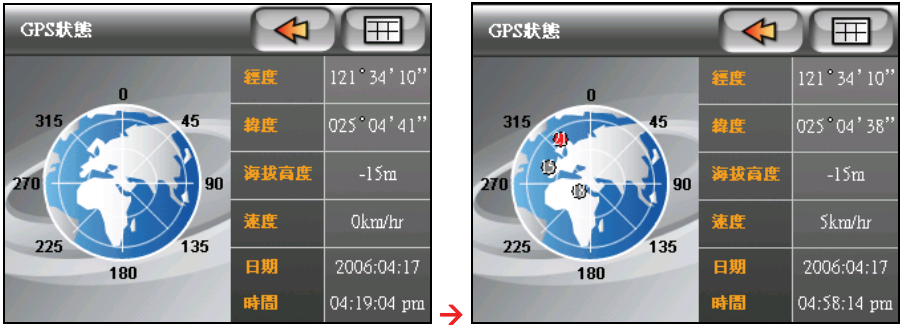 GPS狀態
0
315
45
270
90
225
135
180
經度 121°34'10"
緯度 025°04'41"
海拔高度 -15m
速度 0km/hr
日期 2006:04:17
時間 04:19:04 pm
→
GPS狀態
0
315
45
15
18
270
90
225
135
180
經度 121°34'10"
緯度 025°04'38"
海拔高度 -15m
速度 5km/hr
日期 2006:04:17
時間 04:58:14 pm